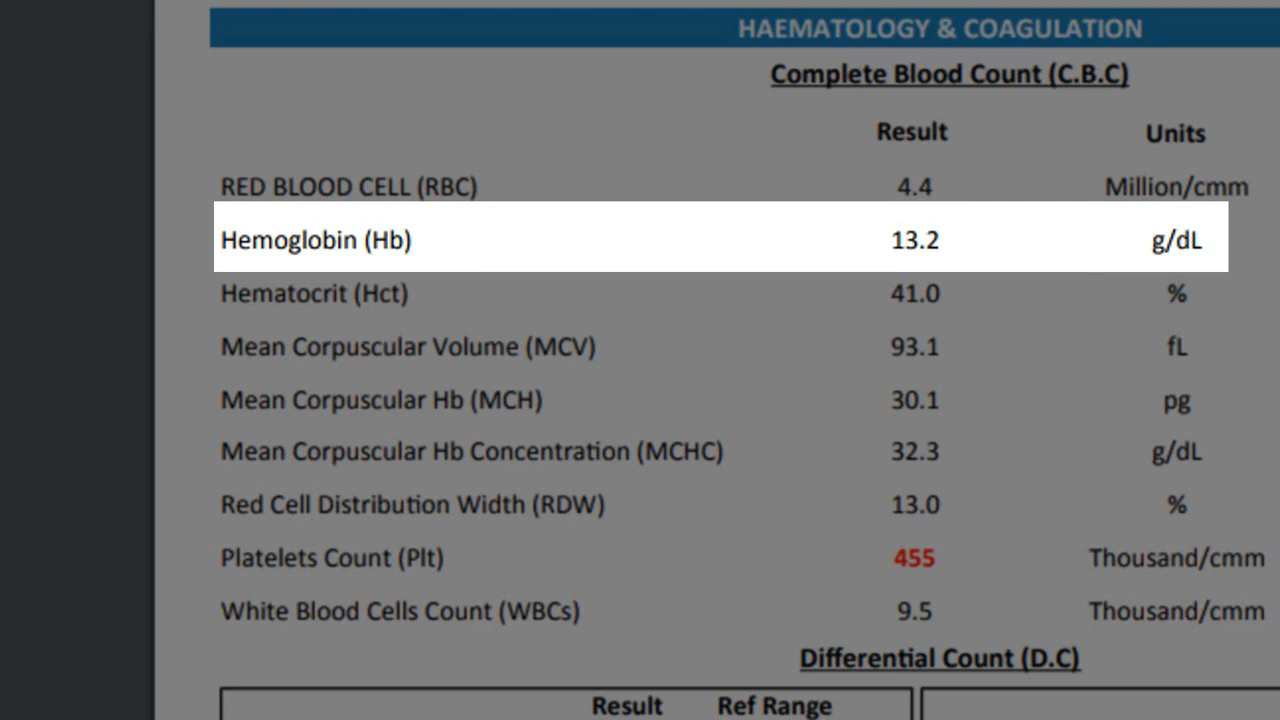 HAEMATOLOGY & COAGULATION
Complete Blood Count (C.B.C)
Result Units
RED BLOOD CELL (RBC) 4.4 Million/cmm
Hemoglobin (Hb) 13.2 g/dL
Hematocrit (Hct) 41.0 %
Mean Corpuscular Volume (MCV) 93.1 fL
Mean Corpuscular Hb (MCH) 30.1 pg
Mean Corpuscular Hb Concentration (MCHC) 32.3 g/dL
Red Cell Distribution Width (RDW) 13.0 %
Platelets Count (Plt) 455 Thousand/cmm
White Blood Cells Count (WBCs) 9.5 Thousand/cmm
Differential Count (D.C)
Result Ref Range